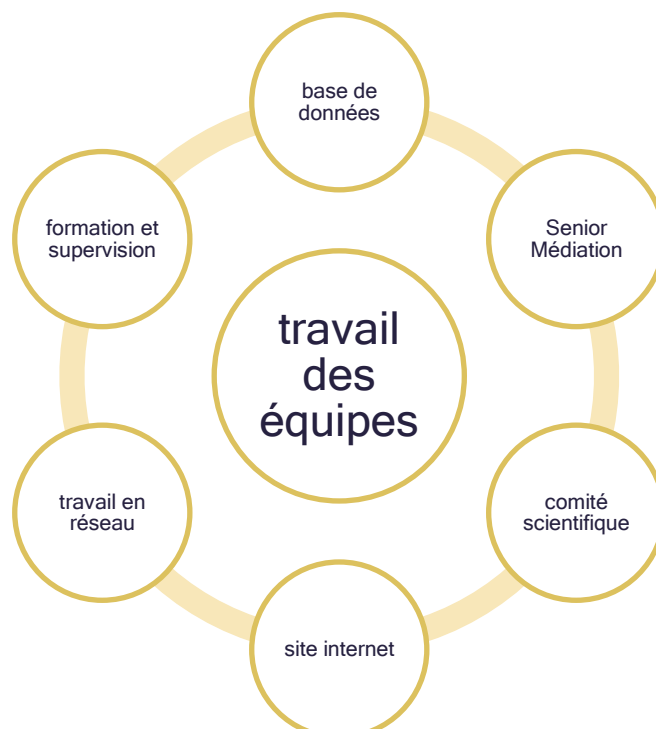 base de
données
formation et
supervision
Senior
Médiation
travail
des
équipes
travail en
réseau
comité
scientifique
site internet